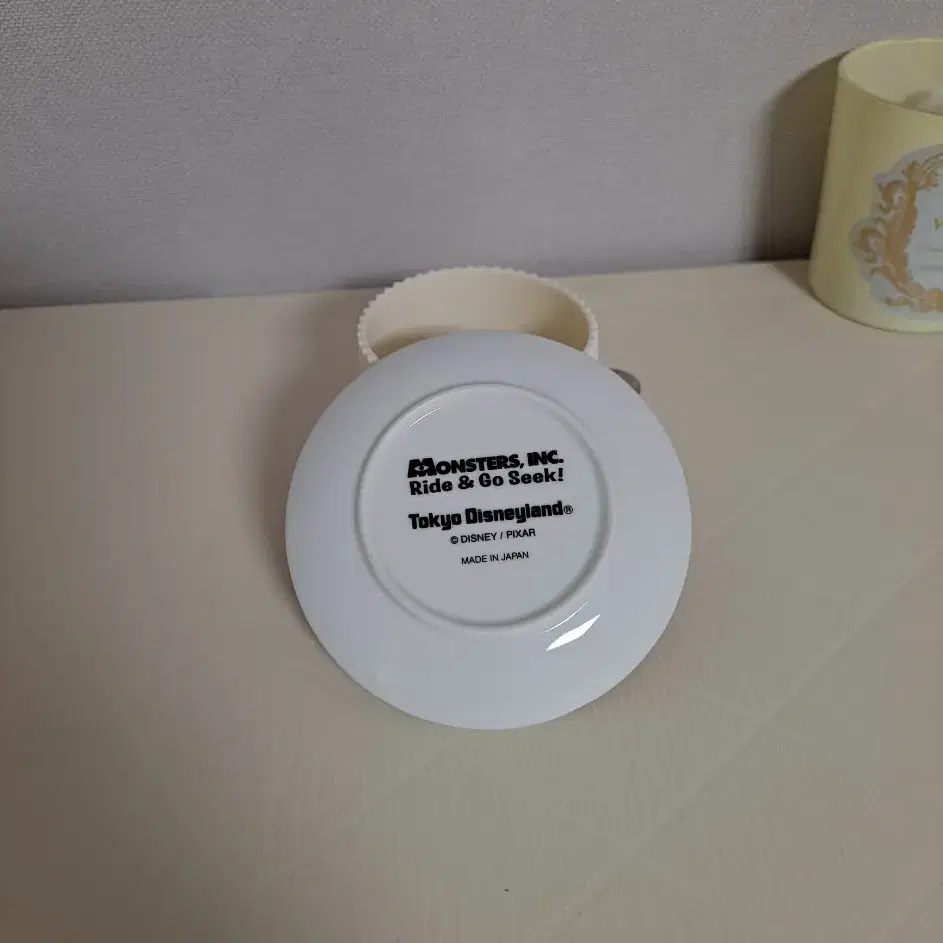 MONSTERS, INC.
Ride & Go Seek!
Tokyo Disneyland®
© DISNEY / PIXAR
MADE IN JAPAN